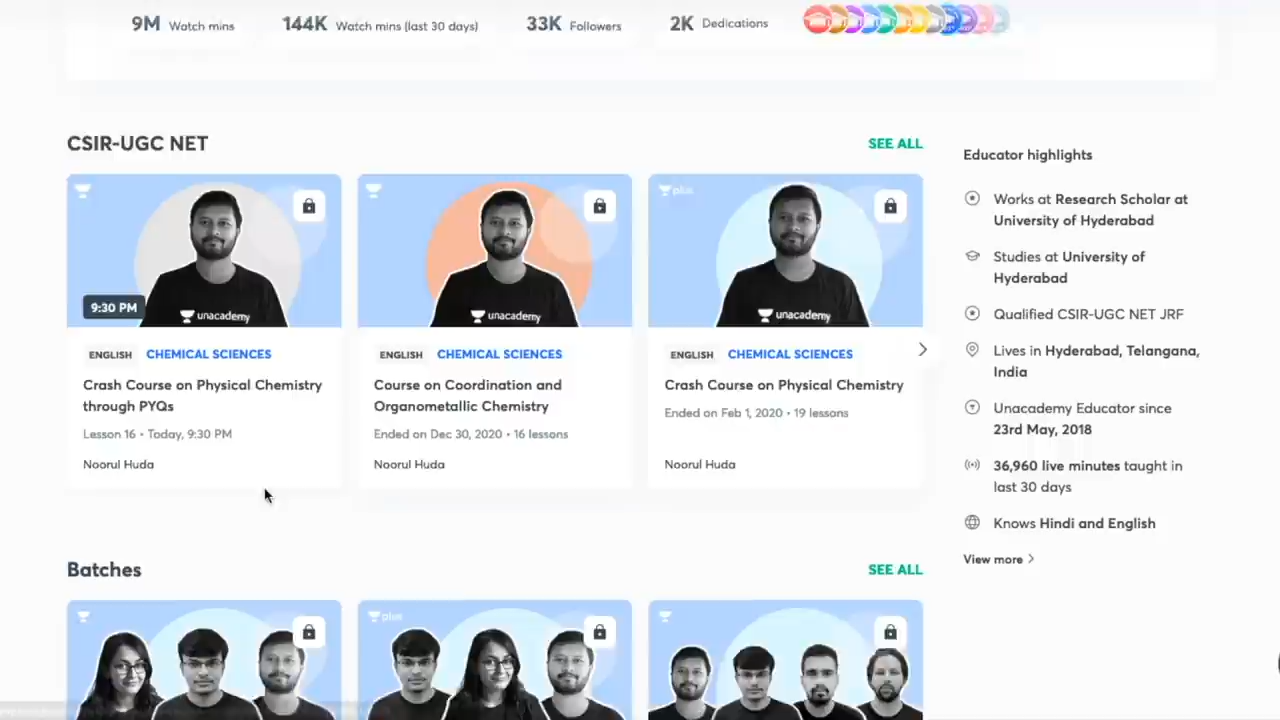 9M Watch mins 144K Watch mins (last 30 days) 33K Followers 2K Dedications
CSIR-UGC NET SEE ALL
plus
9:30 PM
unacademy unacademy unacademy
ENGLISH CHEMICAL SCIENCES
Crash Course on Physical Chemistry
through PYQs
Lesson 16 • Today, 9:30 PM
Noorul Huda
ENGLISH CHEMICAL SCIENCES
Course on Coordination and
Organometallic Chemistry
Ended on Dec 30, 2020 • 16 lessons
Noorul Huda
ENGLISH CHEMICAL SCIENCES
Crash Course on Physical Chemistry
Ended on Feb 1, 2020 • 19 lessons
Noorul Huda
Educator highlights
Works at Research Scholar at
University of Hyderabad
Studies at University of
Hyderabad
Qualified CSIR-UGC NET JRF
Lives in Hyderabad, Telangana,
India
Unacademy Educator since
23rd May, 2018
36,960 live minutes taught in
last 30 days
Knows Hindi and English
View more
Batches SEE ALL
plus